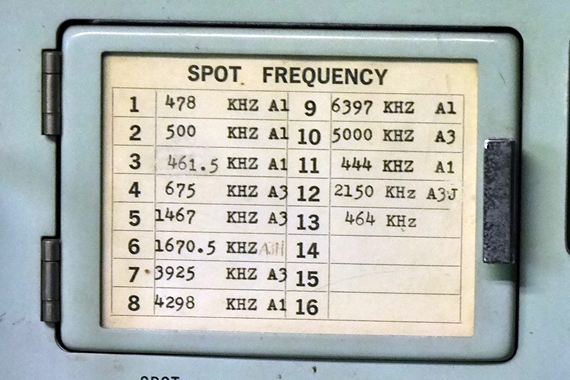 SPOT FREQUENCY
1 478 KHZ A1 9 6397 KHZ A1
2 500 KHZ A1 10 5000 KHZ A3
3 461.5 KHZ A1 11 444 KHZ A1
4 675 KHZ A3 12 2150 KHz A3J
5 1467 KHZ A3 13 464 KHz
6 1670.5 KHZ A3H 14
7 3925 KHZ A3 15
8 4298 KHZ A1 16